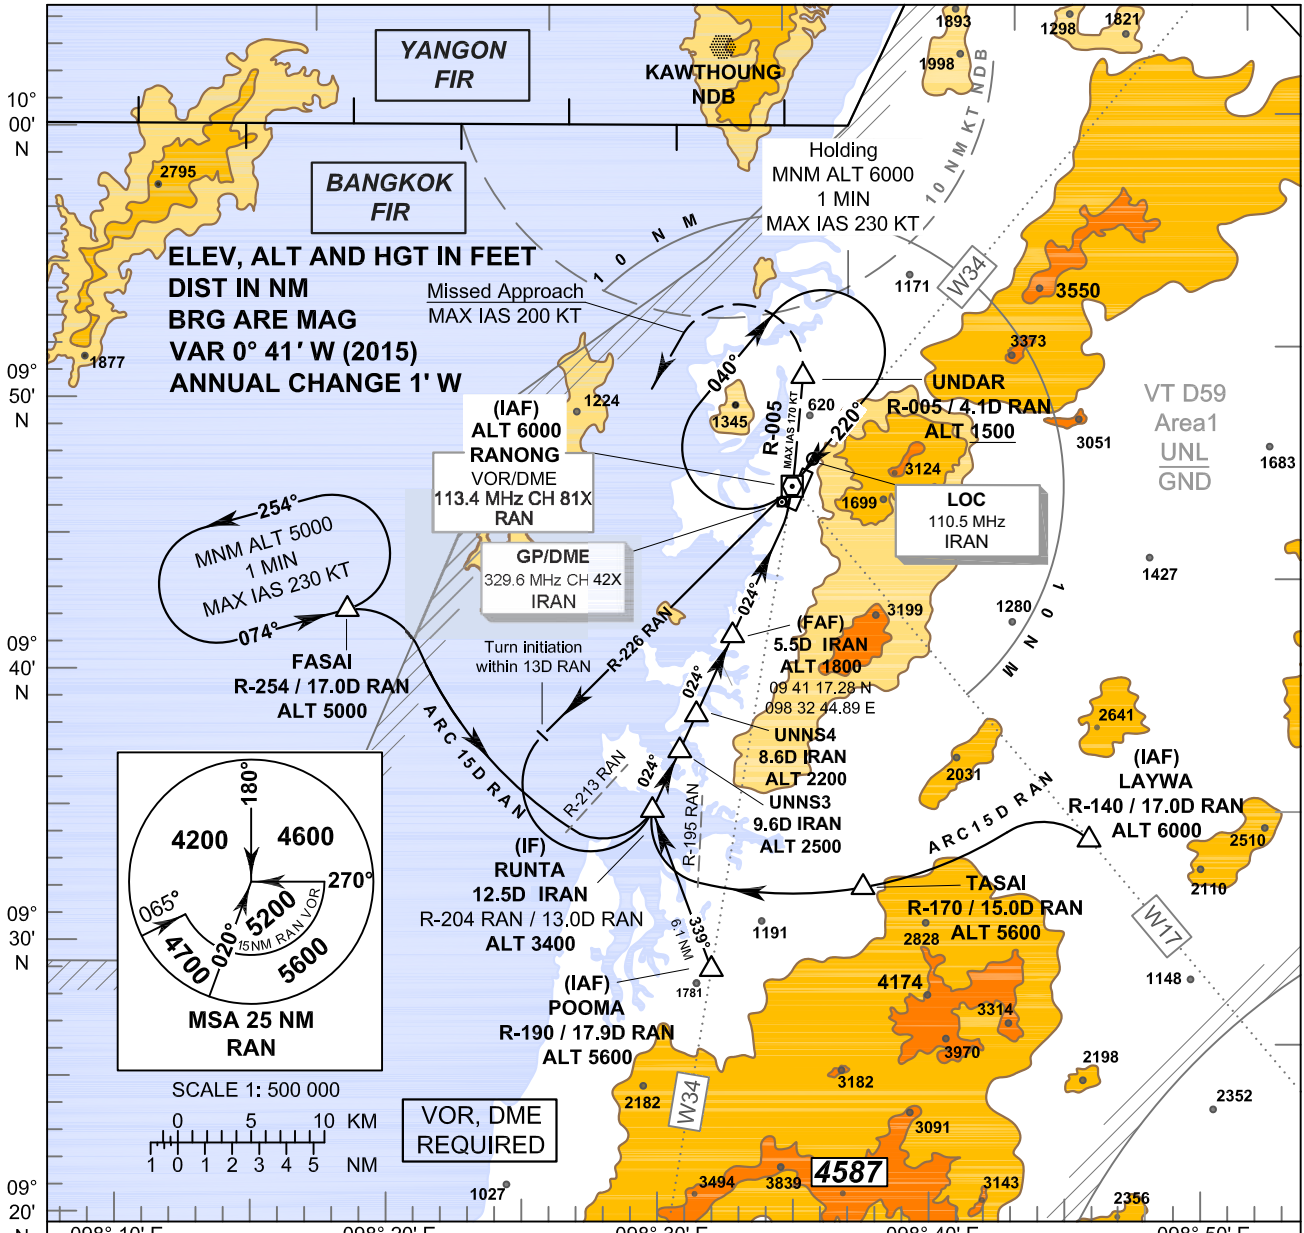 YANGON
FIR
KAWTHOUNG
NDB
1893
1998
1298
1821
10°
00'
N
2795
BANGKOK
FIR
Holding
MNM ALT 6000
1 MIN
MAX IAS 230 KT
10 NM KT NDB
10 NM
ELEV, ALT AND HGT IN FEET
DIST IN NM
BRG ARE MAG
VAR 0° 41' W (2015)
ANNUAL CHANGE 1' W
Missed Approach
MAX IAS 200 KT
1171
W34
3550
3373
1877
09°
50'
N
040°
220°
UNDAR
R-005 / 4.1D RAN
ALT 1500
R-005
MAX IAS 170 KT
620
1345
1224
3051
VT D59
Area1
UNL
GND
1683
(IAF)
ALT 6000
RANONG
VOR/DME
113.4 MHz CH 81X
RAN
3124
1699
LOC
110.5 MHz
IRAN
254°
MNM ALT 5000
1 MIN
MAX IAS 230 KT
074°
GP/DME
329.6 MHz CH 42X
IRAN
1427
1280
10 NM
3199
024°
R-226 RAN
(FAF)
5.5D IRAN
ALT 1800
09 41 17.28 N
098 32 44.89 E
09°
40'
N
Turn initiation
within 13D RAN
FASAI
R-254 / 17.0D RAN
ALT 5000
ARC 15D RAN
024°
UNNS4
8.6D IRAN
ALT 2200
2641
2031
(IAF)
LAYWA
R-140 / 17.0D RAN
ALT 6000
R-213 RAN
024°
R-195 RAN
UNNS3
9.6D IRAN
ALT 2500
ARC 15D RAN
2510
2110
180°
4200
4600
270°
065°
5200
15NM RAN VOR
020°
4700
5600
MSA 25 NM
RAN
(IF)
RUNTA
12.5D IRAN
R-204 RAN / 13.0D RAN
ALT 3400
TASAI
R-170 / 15.0D RAN
ALT 5600
2828
1191
W17
09°
30'
N
339°
6.1 NM
1781
(IAF)
POOMA
R-190 / 17.9D RAN
ALT 5600
4174
3314
3970
1148
2198
3182
2352
SCALE 1: 500 000
0 5 10 KM
1 0 1 2 3 4 5 NM
VOR, DME
REQUIRED
2182
W34
3091
4587
3494
3839
3143
2356
1027
09°
20'
N
098° 10' E
098° 20' E
098° 30' E
098° 40' E
098° 50' E